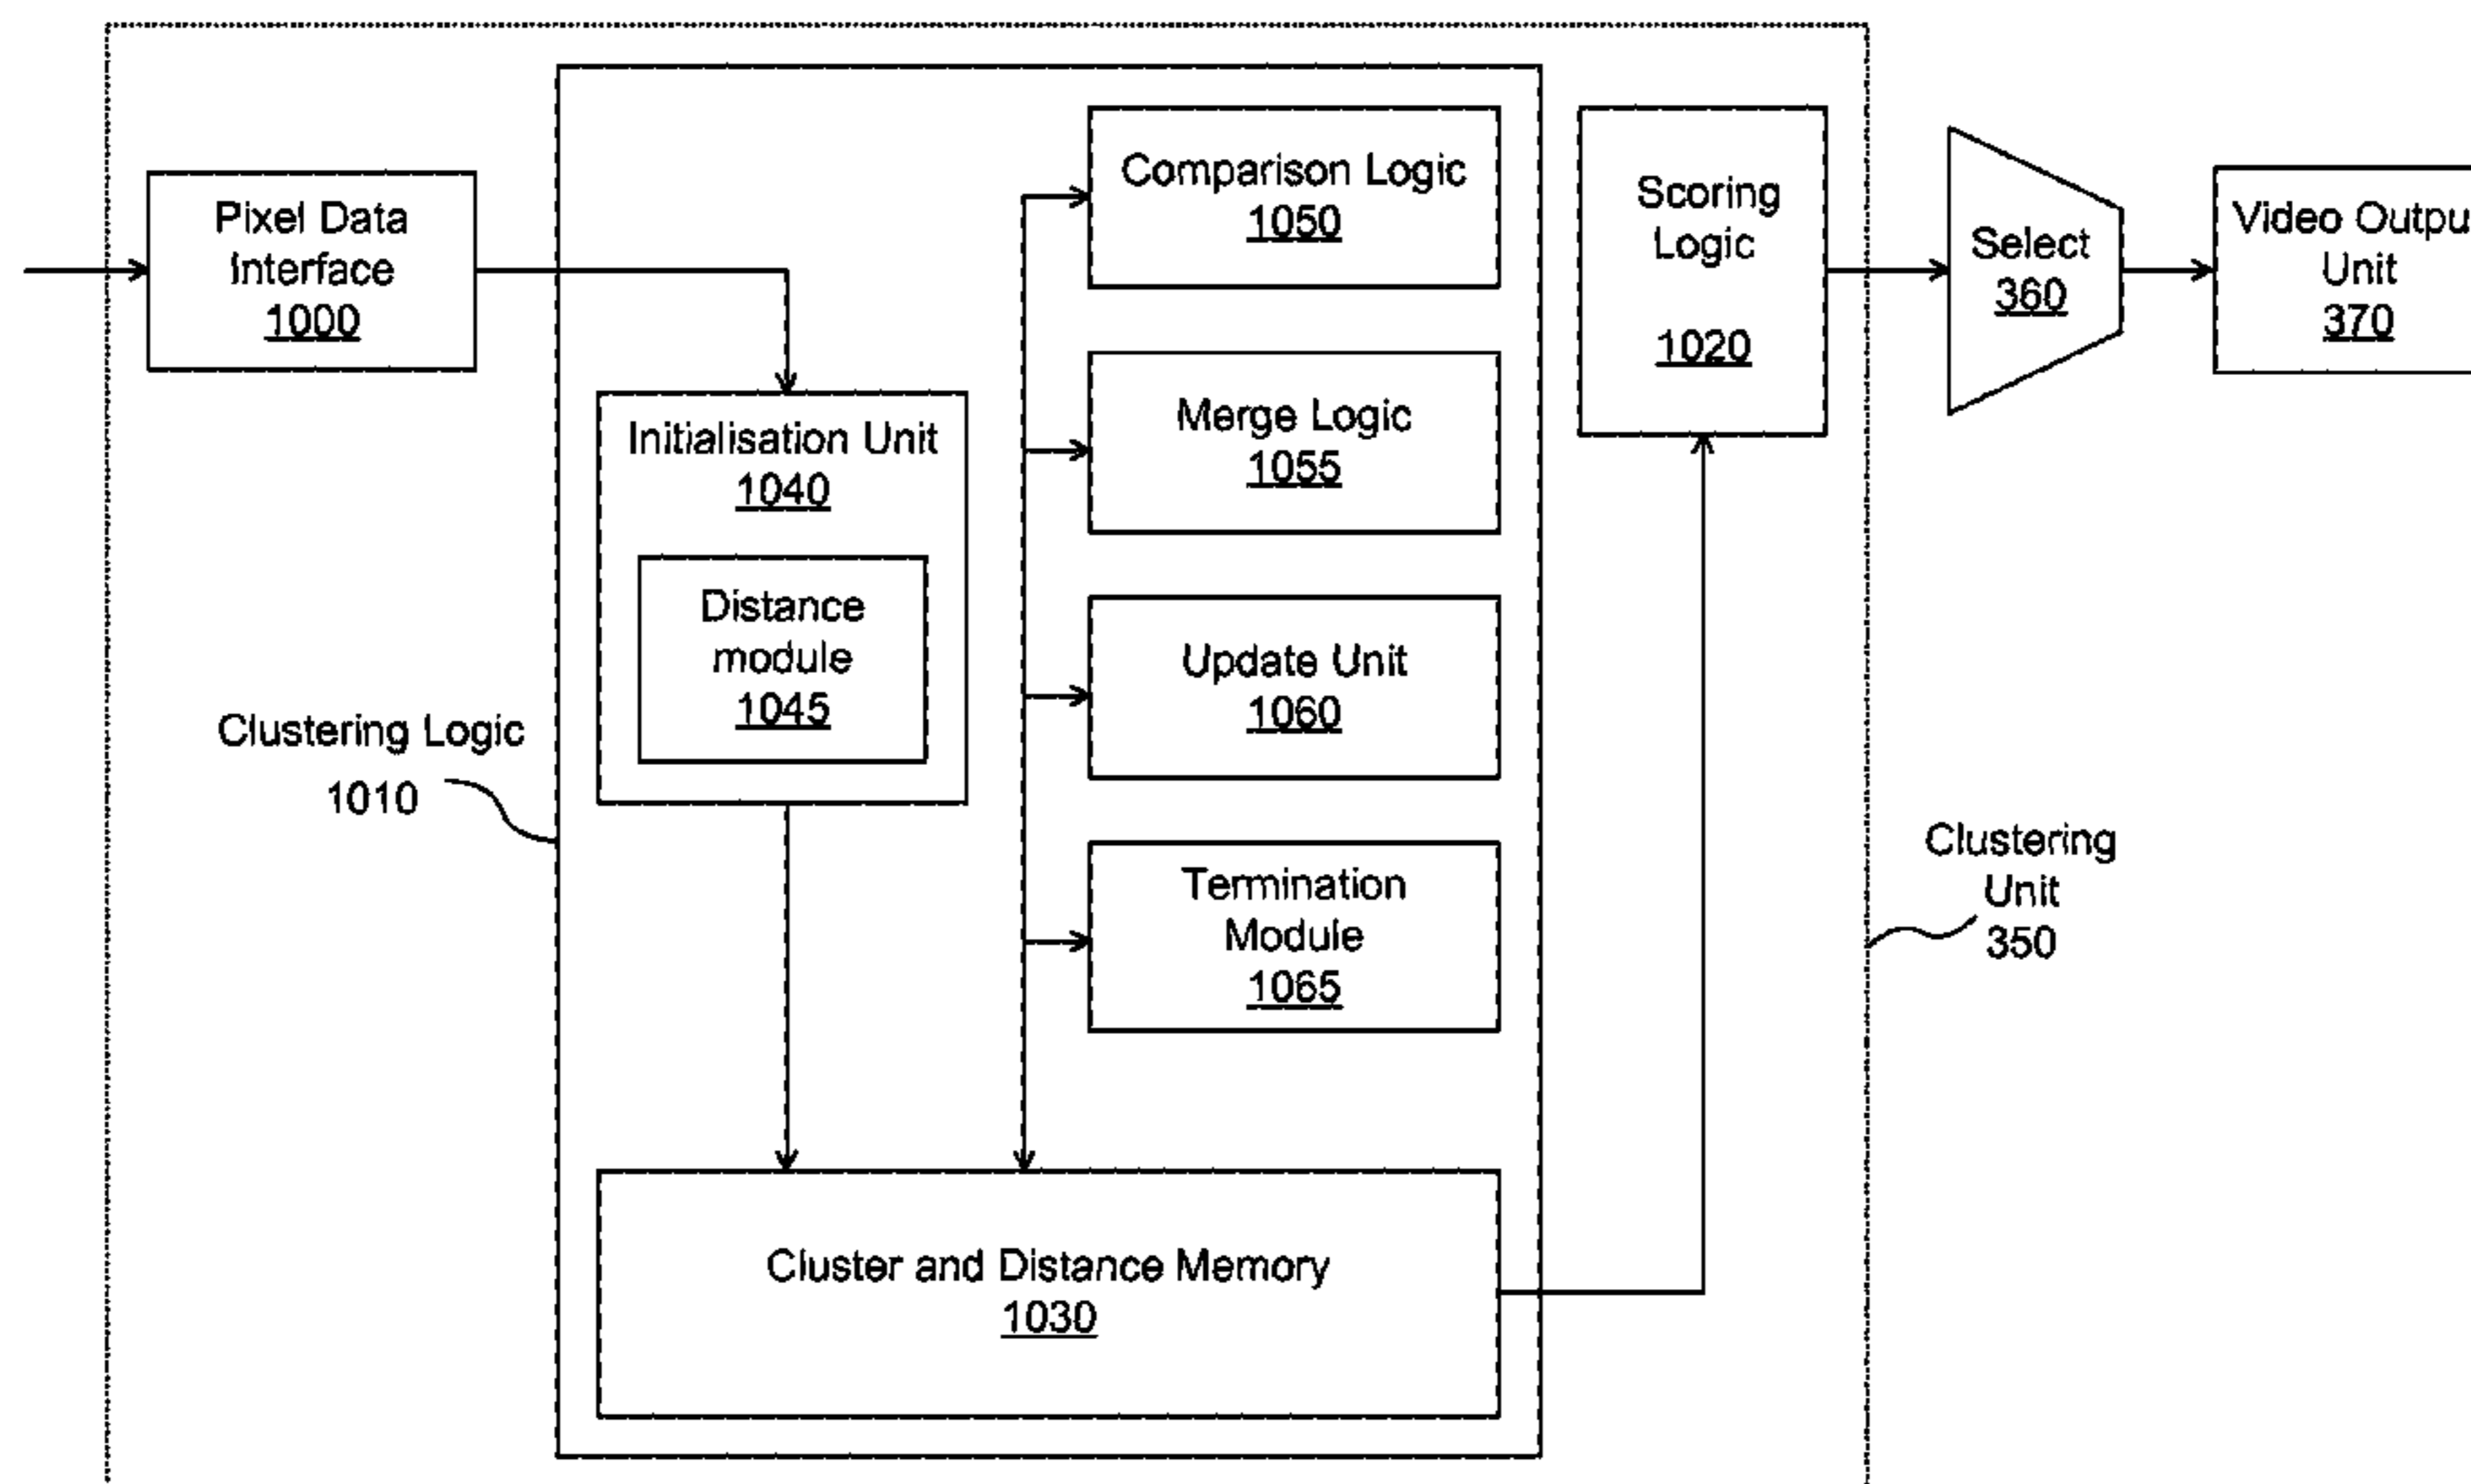 Pixel Data
Interface
1000
Comparison Logic
1050
Scoring
Logic
1020
Select
360
Video Outpu
Unit
370
Initialisation Unit
1040
Merge Logic
1055
Distance
module
1045
Update Unit
1060
Clustering Logic
1010
Termination
Module
1065
Clustering
Unit
350
Cluster and Distance Memory
1030